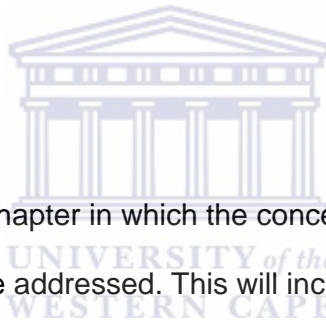 hapter in which the conce
UNIVERSITY of the
e addressed. This will inc
WESTERN CAPE